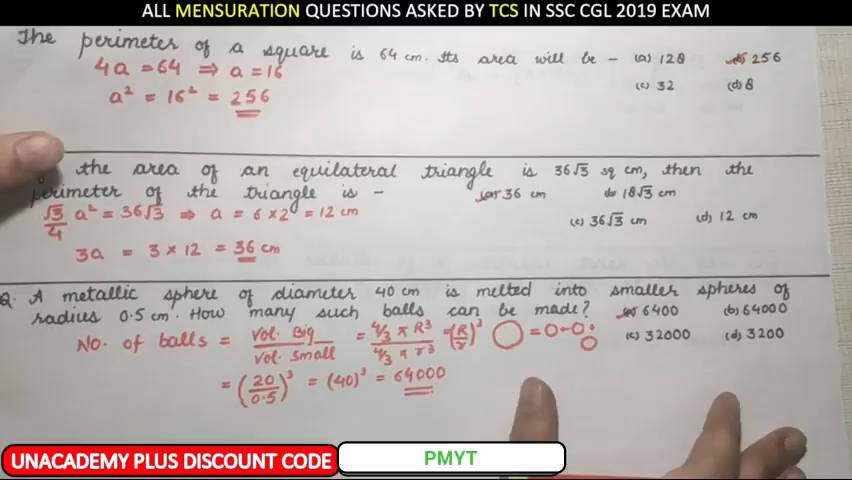 ALL MENSURATION QUESTIONS ASKED BY TCS IN SSC CGL 2019 EXAM
The perimeter of a square is 64 cm. Its area will be - (a) 128 (b) 256
4a = 64 ⇒ a = 16 (c) 32 (d) 8
a² = 16² = 256
the area of an equilateral triangle is 36√3 sq cm, then the
perimeter of the triangle is - (a) 36 cm (b) 18√3 cm
√3/4 a² = 36√3 ⇒ a = 6×2 = 12 cm (c) 36√3 cm (d) 12 cm
3a = 3 × 12 = 36 cm
Q. A metallic sphere of diameter 40 cm is melted into smaller spheres of
radius 0.5 cm. How many such balls can be made? (a) 6400 (b) 64000
No. of balls = Vol. Big / Vol. Small = 4/3 π R³ / 4/3 π r³ = (R/r)³ (c) 32000 (d) 3200
= (20/0.5)³ = (40)³ = 64000
UNACADEMY PLUS DISCOUNT CODE PMYT